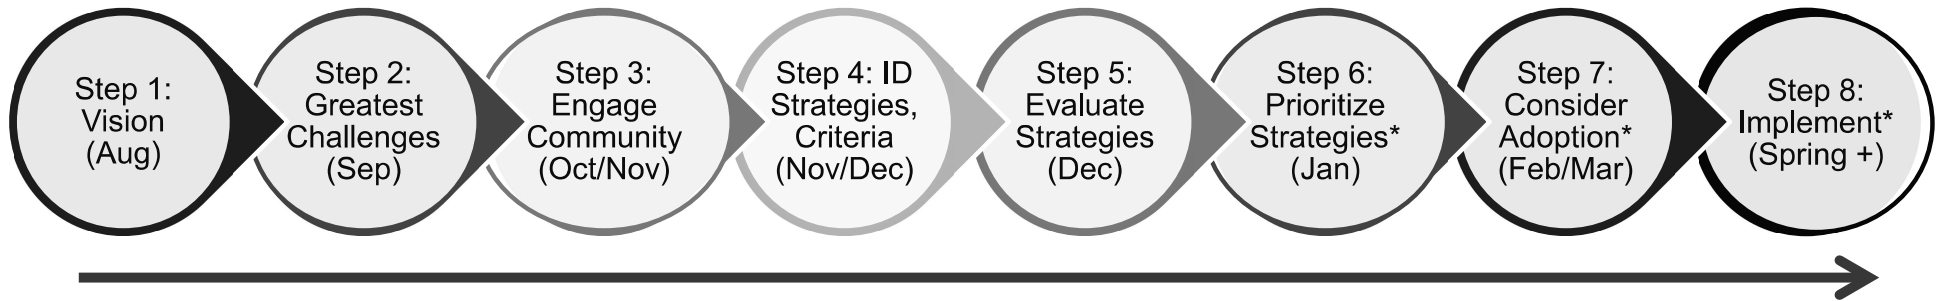 Step 1:
Vision
(Aug)
Step 2:
Greatest
Challenges
(Sep)
Step 3:
Engage
Community
(Oct/Nov)
Step 4: ID
Strategies,
Criteria
(Nov/Dec)
Step 5:
Evaluate
Strategies
(Dec)
Step 6:
Prioritize
Strategies*
(Jan)
Step 7:
Consider
Adoption*
(Feb/Mar)
Step 8:
Implement*
(Spring +)